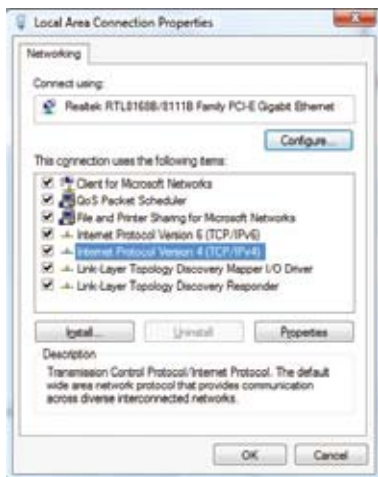 Local Area Connection Properties
Networking
Connect using:
Realtek RTL8168B/8111B Family PCI-E Gigabit Ethernet
Configure...
This connection uses the following items:
Client for Microsoft Networks
QoS Packet Scheduler
File and Printer Sharing for Microsoft Networks
Internet Protocol Version 6 (TCP/IPv6)
Internet Protocol Version 4 (TCP/IPv4)
Link-Layer Topology Discovery Mapper I/O Driver
Link-Layer Topology Discovery Responder
Install... Uninstall Properties
Description
Transmission Control Protocol/Internet Protocol. The default
wide area network protocol that provides communication
across diverse interconnected networks.
OK Cancel